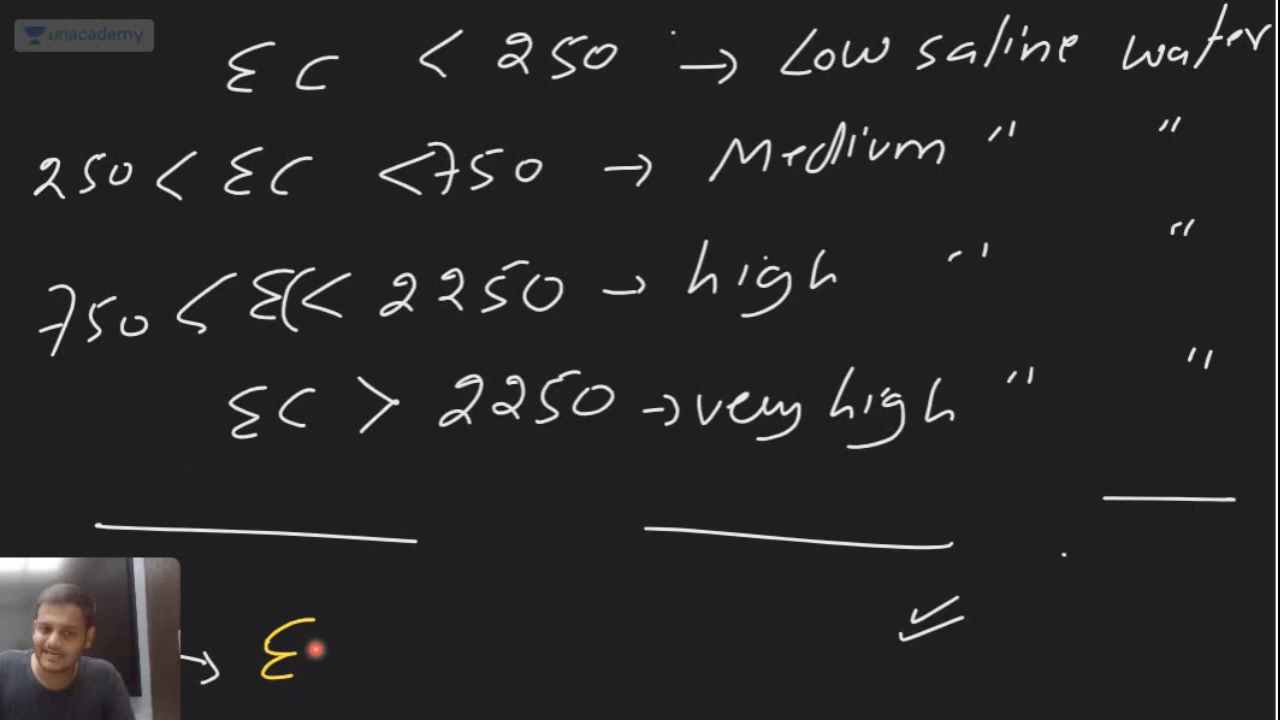 unacademy
EC < 250 → Low saline water
250 < EC < 750 → Medium " "
750 < EC < 2250 → high " "
EC > 2250 → very high " "
→ E